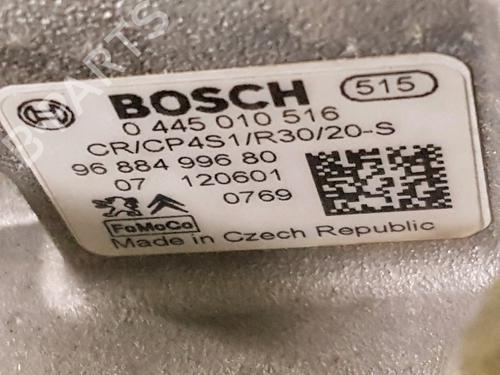 BOSCH 515
0 445 010 516
CR/CP4S1/R30/20-S
96 884 996 80
07 120601
0769
FoMoCo
Made in Czech Republic
B-PARTS